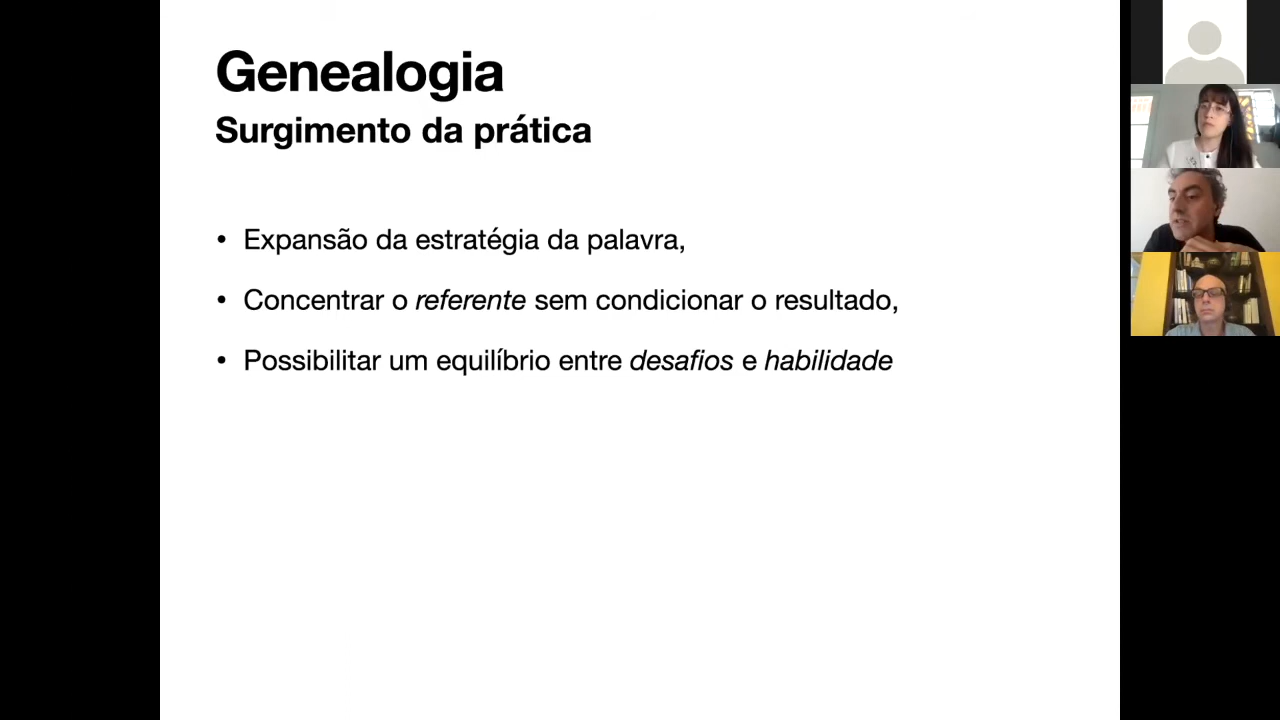 Genealogia
Surgimento da prática
• Expansão da estratégia da palavra,
• Concentrar o referente sem condicionar o resultado,
• Possibilitar um equilíbrio entre desafios e habilidade